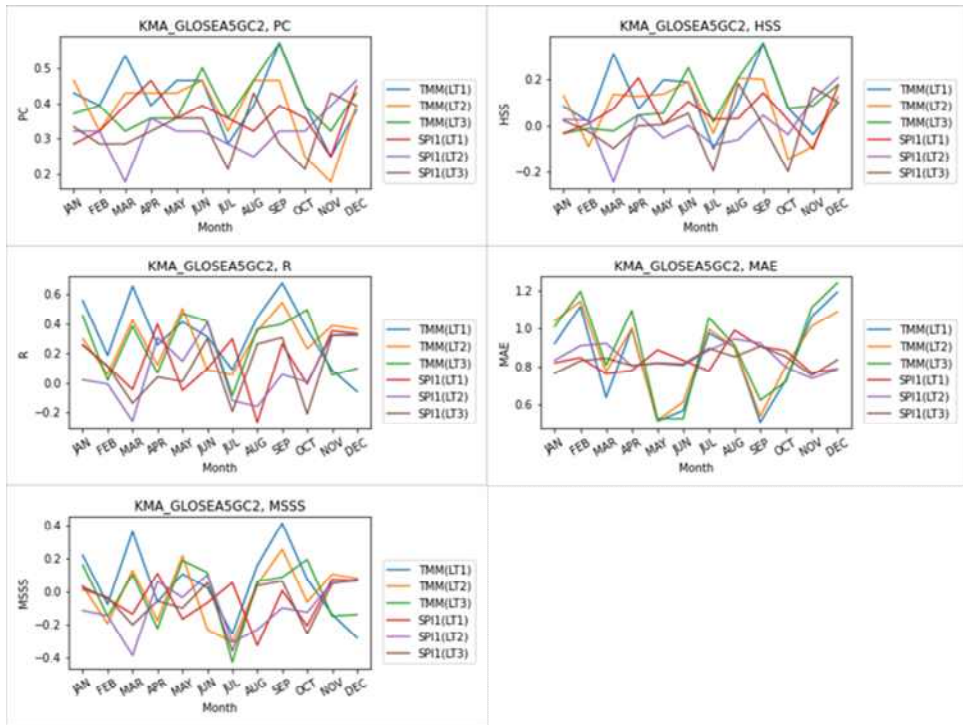 KMA_GLOSEA5GC2, PC
PC
0.5
0.4
0.3
0.2
JAN FEB MAR APR MAY JUN JUL AUG SEP OCT NOV DEC
Month
TMM(LT1)
TMM(LT2)
TMM(LT3)
SPI1(LT1)
SPI1(LT2)
SPI1(LT3)
KMA_GLOSEA5GC2, HSS
HSS
0.2
0.0
−0.2
JAN FEB MAR APR MAY JUN JUL AUG SEP OCT NOV DEC
Month
TMM(LT1)
TMM(LT2)
TMM(LT3)
SPI1(LT1)
SPI1(LT2)
SPI1(LT3)
KMA_GLOSEA5GC2, R
R
0.6
0.4
0.2
0.0
−0.2
JAN FEB MAR APR MAY JUN JUL AUG SEP OCT NOV DEC
Month
TMM(LT1)
TMM(LT2)
TMM(LT3)
SPI1(LT1)
SPI1(LT2)
SPI1(LT3)
KMA_GLOSEA5GC2, MAE
MAE
1.2
1.0
0.8
0.6
JAN FEB MAR APR MAY JUN JUL AUG SEP OCT NOV DEC
Month
TMM(LT1)
TMM(LT2)
TMM(LT3)
SPI1(LT1)
SPI1(LT2)
SPI1(LT3)
KMA_GLOSEA5GC2, MSSS
MSSS
0.4
0.2
0.0
−0.2
−0.4
JAN FEB MAR APR MAY JUN JUL AUG SEP OCT NOV DEC
Month
TMM(LT1)
TMM(LT2)
TMM(LT3)
SPI1(LT1)
SPI1(LT2)
SPI1(LT3)